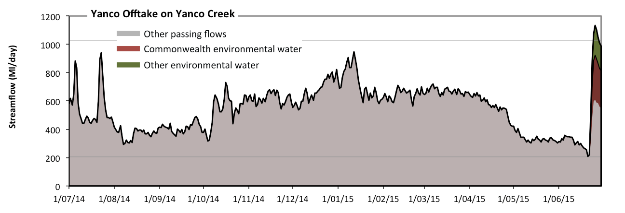 Yanco Offtake on Yanco Creek
Streamflow (Ml/day)
1200
1000
800
600
400
200
0
Other passing flows
Commonwealth environmental water
Other environmental water
1/07/14 1/08/14 1/09/14 1/10/14 1/11/14 1/12/14 1/01/15 1/02/15 1/03/15 1/04/15 1/05/15 1/06/15